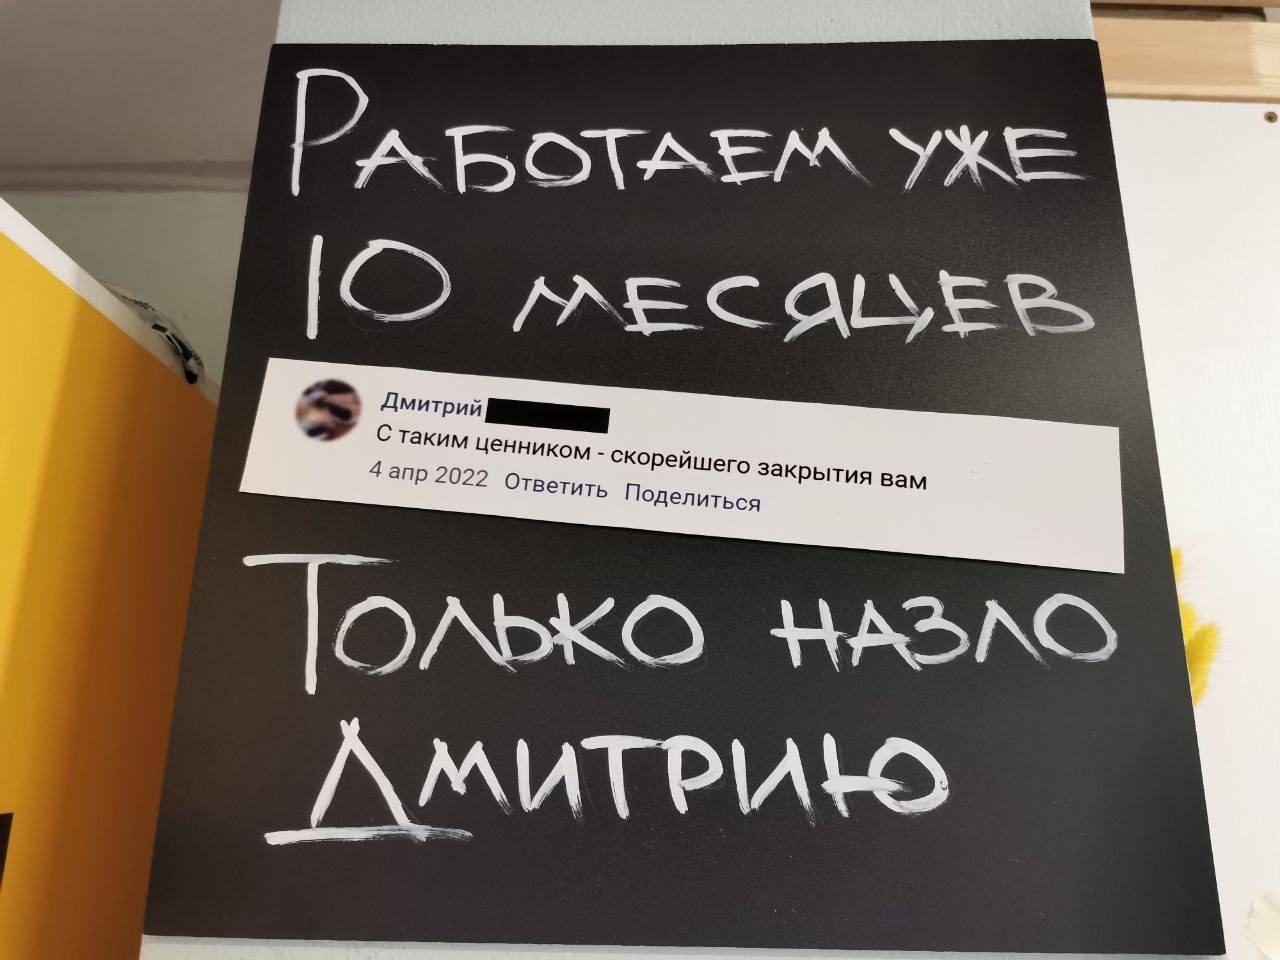 Работаем уже
10 месяцев
Дмитрий
С таким ценником - скорейшего закрытия вам
4 апр 2022 Ответить Поделиться
Только назло
Дмитрию